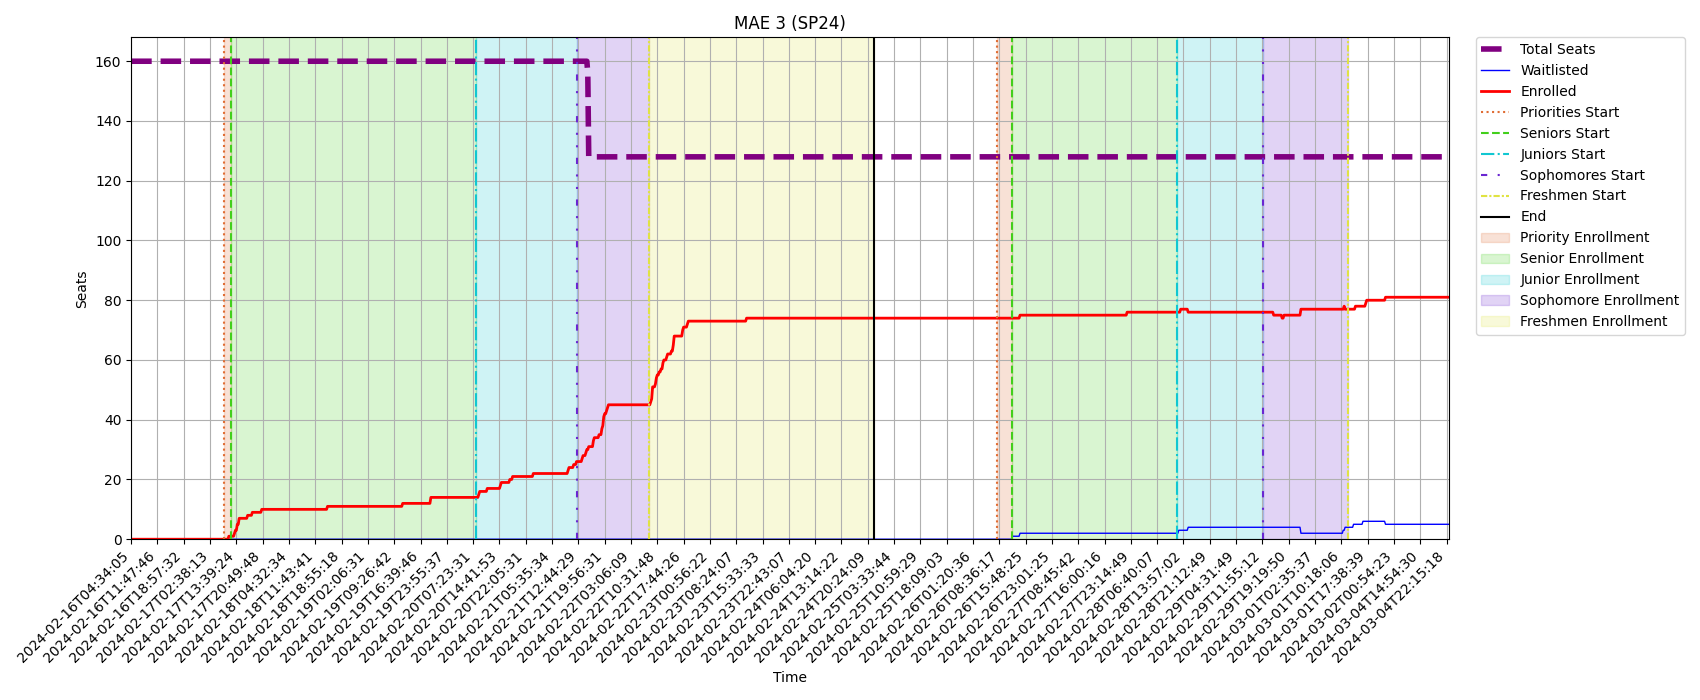 MAE 3 (SP24)
160
140
120
100
80
60
40
20
0
Seats
2024-02-16T04:34:05
2024-02-16T11:47:46
2024-02-16T18:57:32
2024-02-17T02:38:13
2024-02-17T13:39:24
2024-02-17T20:49:48
2024-02-18T04:32:34
2024-02-18T11:43:41
2024-02-18T18:55:18
2024-02-19T02:06:31
2024-02-19T09:26:42
2024-02-19T16:39:46
2024-02-19T23:55:37
2024-02-20T07:23:31
2024-02-20T14:41:53
2024-02-20T22:05:31
2024-02-21T05:35:34
2024-02-21T12:44:29
2024-02-21T19:56:31
2024-02-22T03:06:09
2024-02-22T10:31:48
2024-02-22T17:44:26
2024-02-23T00:56:22
2024-02-23T08:24:07
2024-02-23T15:33:33
2024-02-23T22:43:07
2024-02-24T06:04:20
2024-02-24T13:14:22
2024-02-24T20:24:09
2024-02-25T03:33:44
2024-02-25T10:59:29
2024-02-25T18:09:03
2024-02-26T01:20:36
2024-02-26T08:36:17
2024-02-26T15:48:25
2024-02-26T23:01:25
2024-02-27T08:45:42
2024-02-27T16:00:16
2024-02-27T23:14:49
2024-02-28T06:40:07
2024-02-28T13:57:02
2024-02-28T21:12:49
2024-02-29T04:31:49
2024-02-29T11:55:12
2024-02-29T19:19:50
2024-03-01T02:35:37
2024-03-01T10:18:06
2024-03-01T17:38:39
2024-03-02T00:54:23
2024-03-04T14:54:30
2024-03-04T22:15:18
Time
Total Seats
Waitlisted
Enrolled
Priorities Start
Seniors Start
Juniors Start
Sophomores Start
Freshmen Start
End
Priority Enrollment
Senior Enrollment
Junior Enrollment
Sophomore Enrollment
Freshmen Enrollment